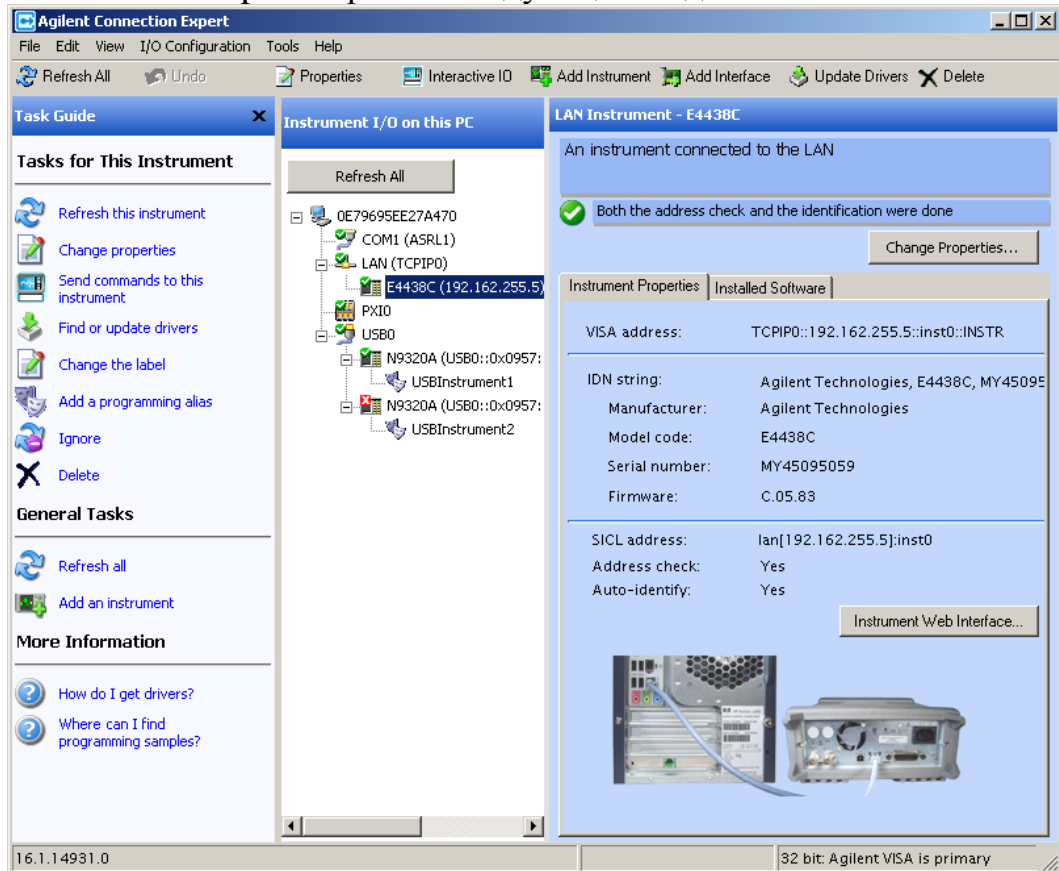 Agilent Connection Expert
File Edit View I/O Configuration Tools Help
Refresh All Undo Properties Interactive IO Add Instrument Add Interface Update Drivers Delete
Task Guide
Tasks for This Instrument
Refresh this instrument
Change properties
Send commands to this
instrument
Find or update drivers
Change the label
Add a programming alias
Ignore
Delete
General Tasks
Refresh all
Add an instrument
More Information
How do I get drivers?
Where can I find
programming samples?
Instrument I/O on this PC
Refresh All
0E79695EE27A470
COM1 (ASRL1)
LAN (TCPIP0)
E4438C (192.162.255.5)
PXI0
USB0
N9320A (USB0::0x0957:
USBInstrument1
N9320A (USB0::0x0957:
USBInstrument2
LAN Instrument - E4438C
An instrument connected to the LAN
Both the address check and the identification were done
Change Properties...
Instrument Properties Installed Software
VISA address: TCPIP0::192.162.255.5::inst0::INSTR
IDN string: Agilent Technologies, E4438C, MY45095
Manufacturer: Agilent Technologies
Model code: E4438C
Serial number: MY45095059
Firmware: C.05.83
SICL address: lan[192.162.255.5]:inst0
Address check: Yes
Auto-identify: Yes
Instrument Web Interface...
16.1.14931.0
32 bit: Agilent VISA is primary